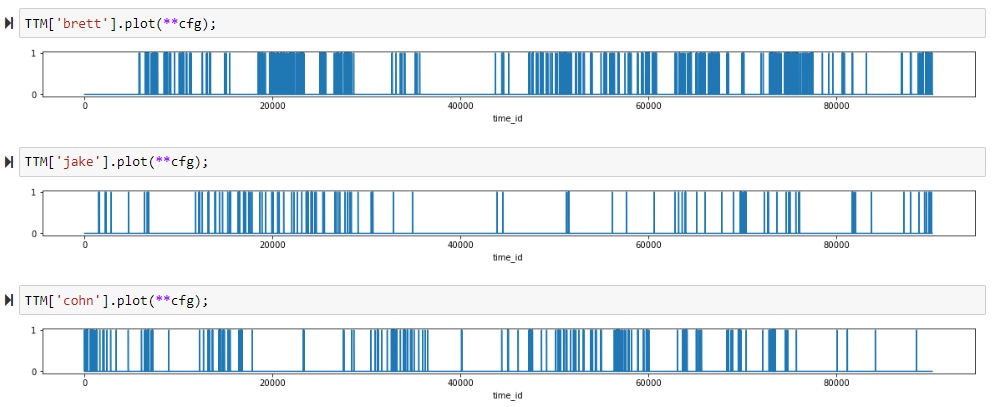 TTM['brett'].plot(**cfg);
1
0
0 20000 40000 60000 80000
time_id
TTM['jake'].plot(**cfg);
1
0
0 20000 40000 60000 80000
time_id
TTM['cohn'].plot(**cfg);
1
0
0 20000 40000 60000 80000
time_id